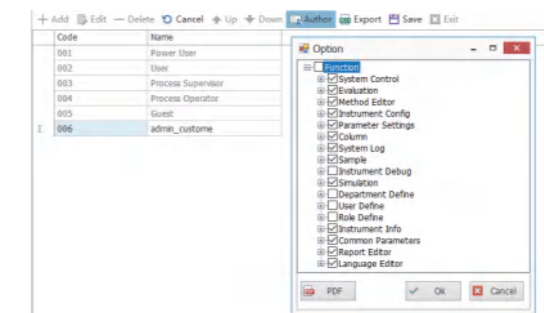 Add Edit Delete Cancel Up Down Author Export Save Exit
Code Name
001 Power User
002 User
003 Process Supervisor
004 Process Operator
005 Guest
006 admin_custome
Option
Function
System Control
Evaluation
Method Editor
Instrument Config
Parameter Settings
Column
System Log
Sample
Instrument Debug
Simulation
Department Define
User Define
Role Define
Instrument Info
Common Parameters
Report Editor
Language Editor
PDF Ok Cancel